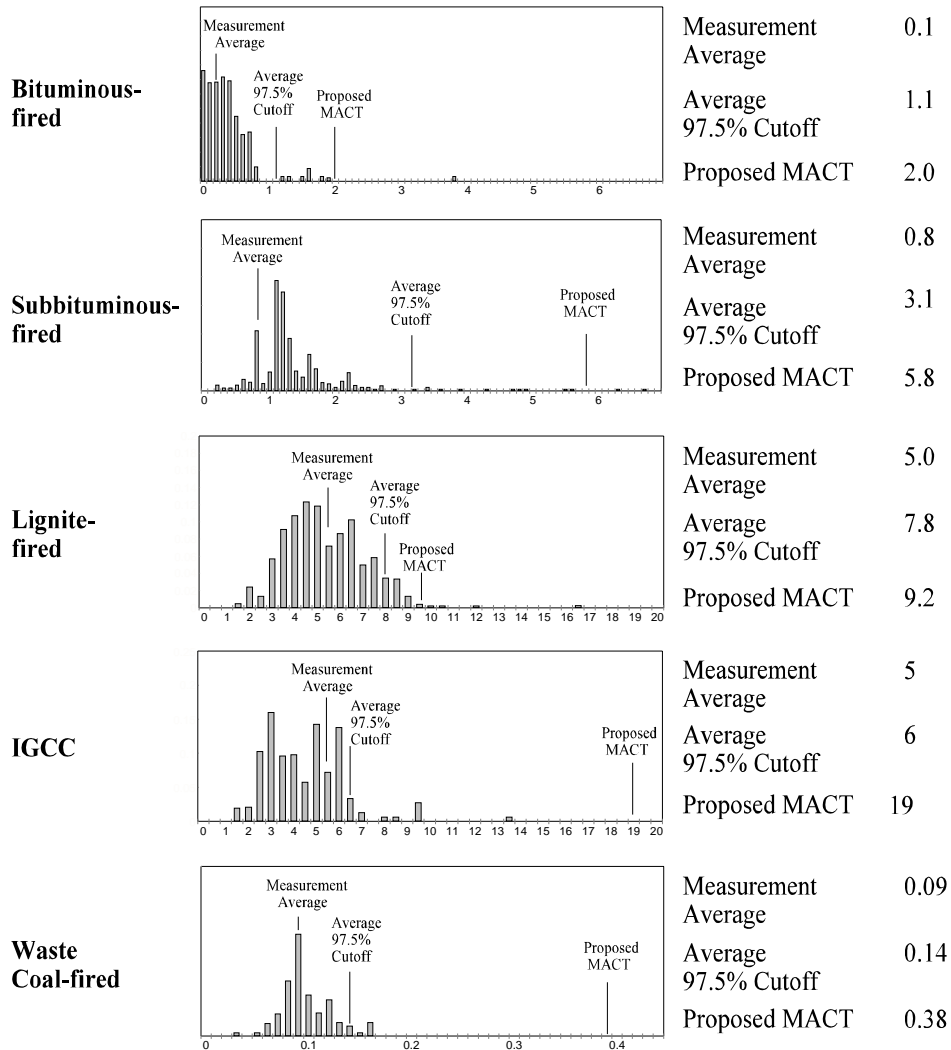 Bituminous-
fired
Measurement
Average
Average
97.5%
Cutoff
Proposed
MACT
0 1 2 3 4 5 6
Measurement 0.1
Average
Average 1.1
97.5% Cutoff
Proposed MACT 2.0
Subbituminous-
fired
Measurement
Average
Average
97.5%
Cutoff
Proposed
MACT
0 1 2 3 4 5 6
Measurement 0.8
Average
Average 3.1
97.5% Cutoff
Proposed MACT 5.8
Lignite-
fired
Measurement
Average
Average
97.5%
Cutoff
Proposed
MACT
0 1 2 3 4 5 6 7 8 9 10 11 12 13 14 15 16 17 18 19 20
Measurement 5.0
Average
Average 7.8
97.5% Cutoff
Proposed MACT 9.2
IGCC
Measurement
Average
Average
97.5%
Cutoff
Proposed
MACT
0 1 2 3 4 5 6 7 8 9 10 11 12 13 14 15 16 17 18 19 20
Measurement 5
Average
Average 6
97.5% Cutoff
Proposed MACT 19
Waste
Coal-fired
Measurement
Average
Average
97.5%
Cutoff
Proposed
MACT
0 0.1 0.2 0.3 0.4
Measurement 0.09
Average
Average 0.14
97.5% Cutoff
Proposed MACT 0.38